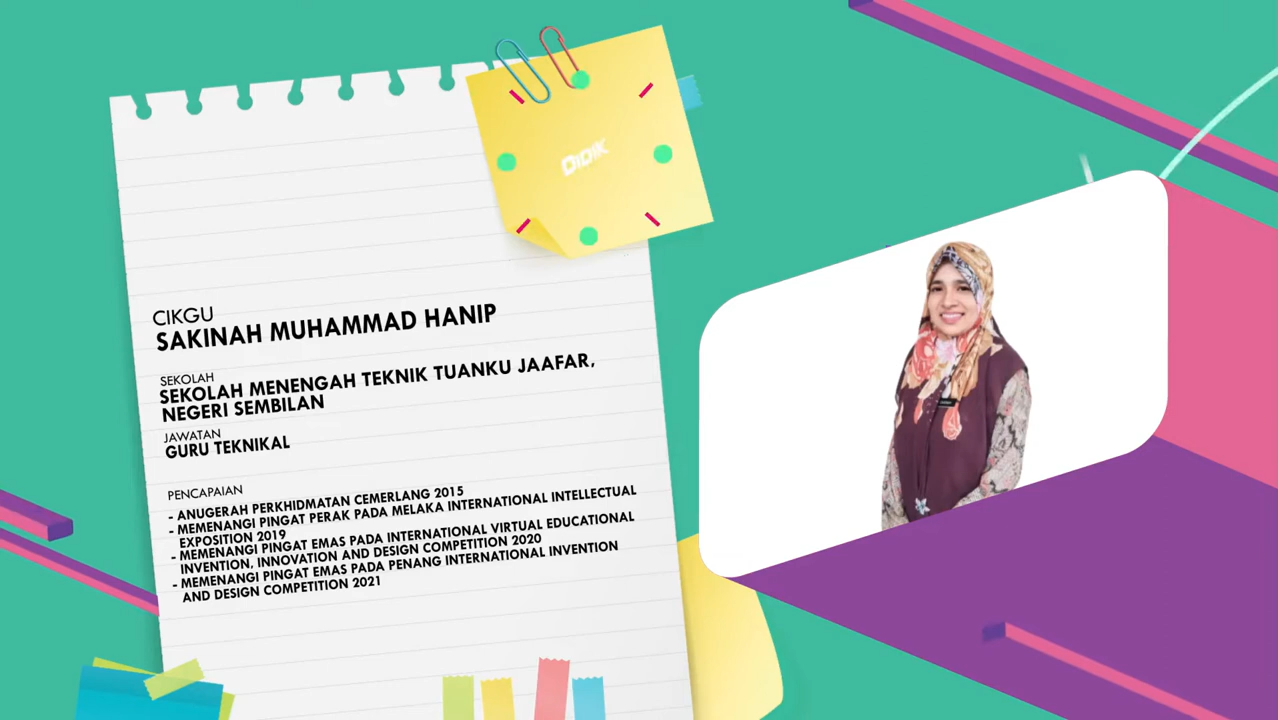 DIDIK
CIKGU
SAKINAH MUHAMMAD HANIP
SEKOLAH
SEKOLAH MENENGAH TEKNIK TUANKU JAAFAR,
NEGERI SEMBILAN
JAWATAN
GURU TEKNIKAL
PENCAPAIAN
- ANUGERAH PERKHIDMATAN CEMERLANG 2015
- MEMENANGI PINGAT PERAK PADA MELAKA INTERNATIONAL INTELLECTUAL
EXPOSITION 2019
- MEMENANGI PINGAT EMAS PADA INTERNATIONAL VIRTUAL EDUCATIONAL
INVENTION, INNOVATION AND DESIGN COMPETITION 2020
- MEMENANGI PINGAT EMAS PADA PENANG INTERNATIONAL INVENTION
AND DESIGN COMPETITION 2021